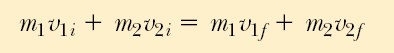 m₁v₁ᵢ + m₂v₂ᵢ = m₁v₁f + m₂v₂f